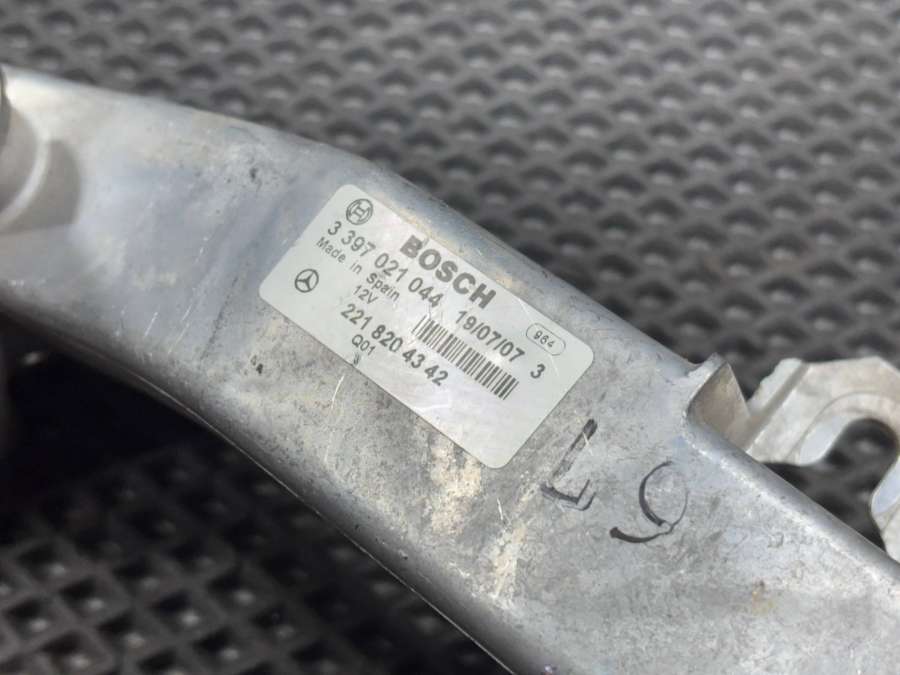 BOSCH
3 397 021 044 19/07/07 3
Made in Spain
964
12V
221 820 43 42
Q01
L9